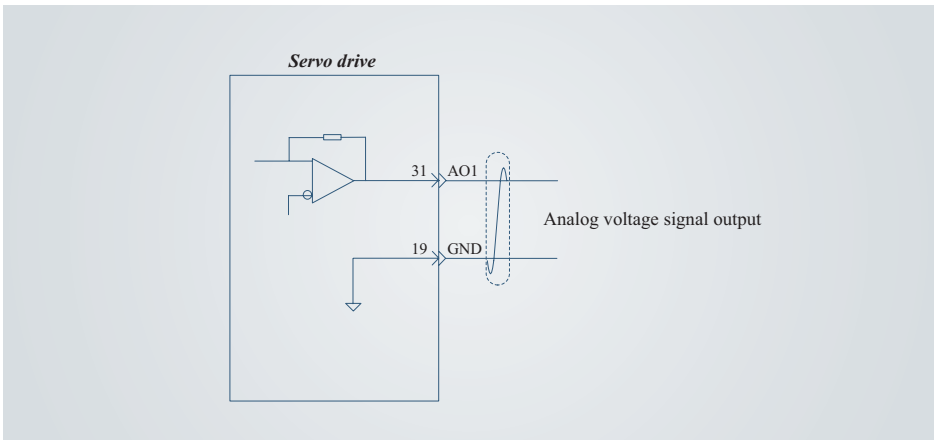 Servo drive
31 AO1
Analog voltage signal output
19 GND